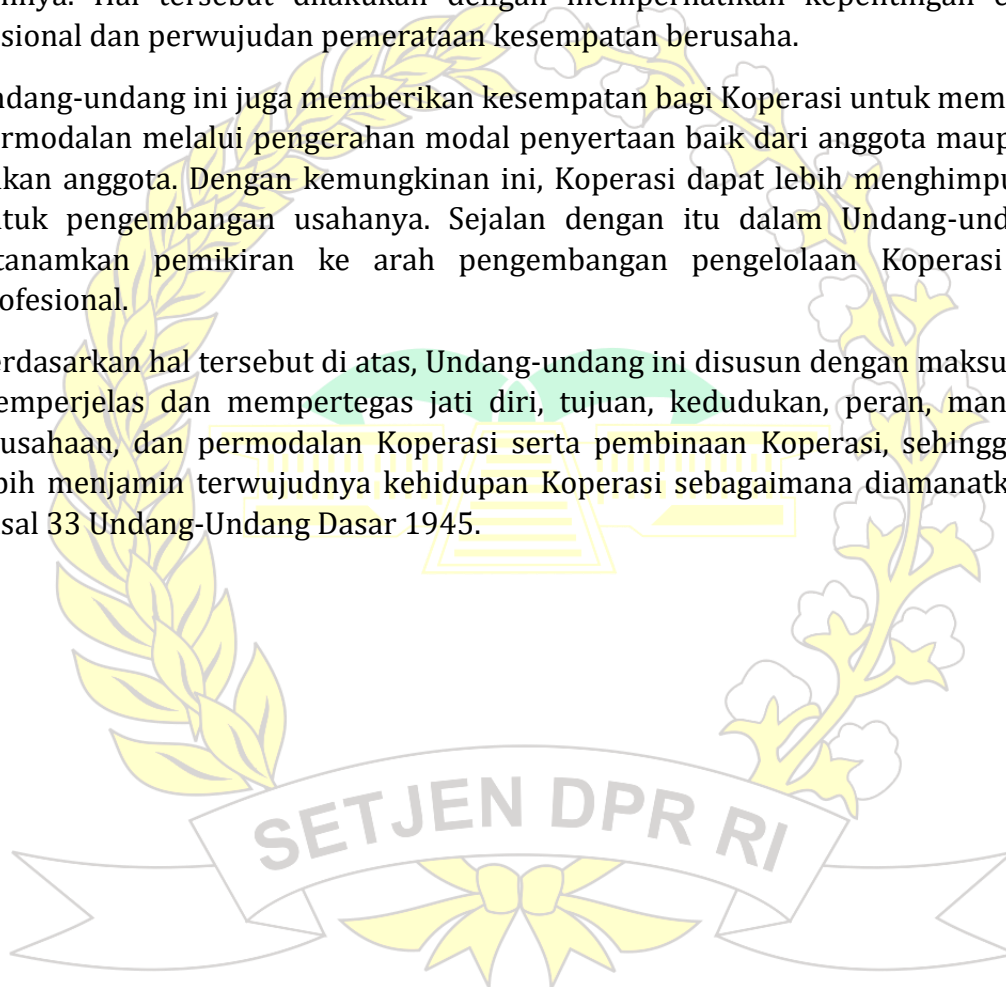 Hal tersebut dilakukan dengan memperhatikan kepentingan
sional dan perwujudan pemerataan kesempatan berusaha.
ndang-undang ini juga memberikan kesempatan bagi Koperasi untuk mem
ermodalan melalui pengerahan modal penyertaan baik dari anggota maup
kan anggota. Dengan kemungkinan ini, Koperasi dapat lebih menghimpu
tuk pengembangan usahanya. Sejalan dengan itu dalam Undang-und
tanamkan pemikiran ke arah pengembangan pengelolaan Koperasi
ofesional.
erdasarkan hal tersebut di atas, Undang-undang ini disusun dengan maksu
emperjelas dan mempertegas jati diri, tujuan, kedudukan, peran, man
usahaan, dan permodalan Koperasi serta pembinaan Koperasi, sehingg
bih menjamin terwujudnya kehidupan Koperasi sebagaimana diamanatk
sal 33 Undang-Undang Dasar 1945.
SETJEN DPR RI